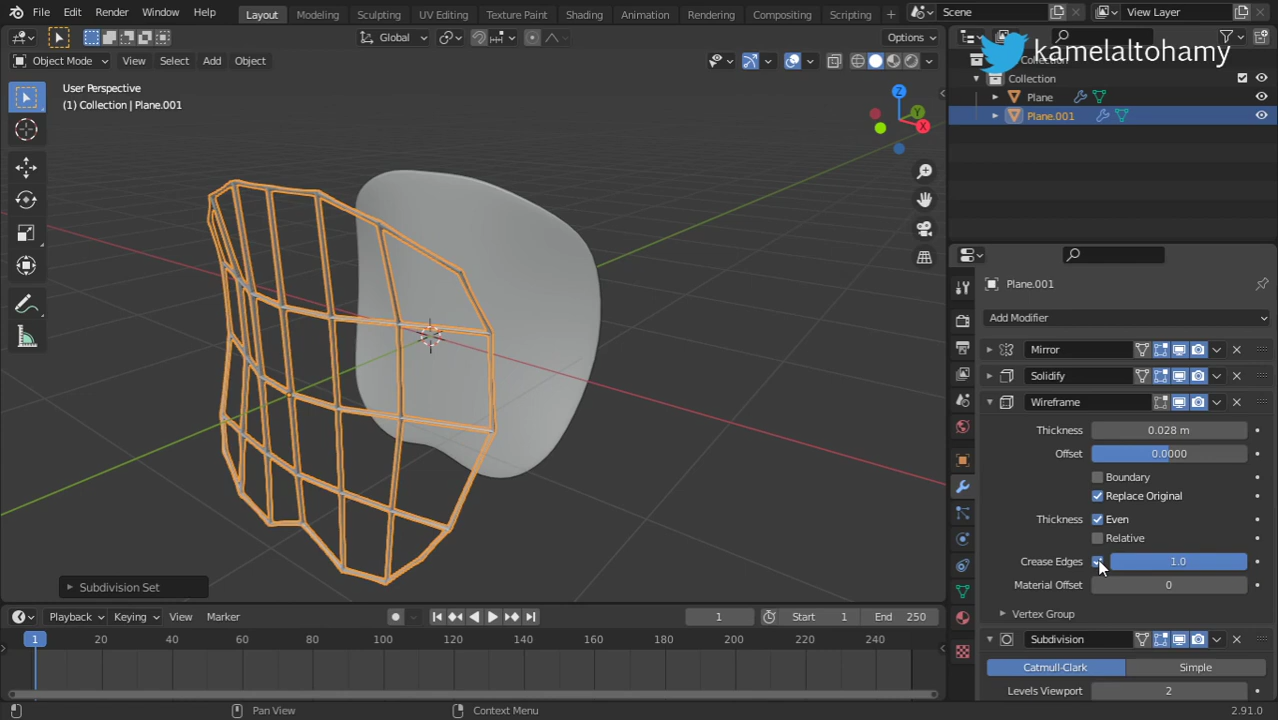 File Edit Render Window Help Layout Modeling Sculpting UV Editing Texture Paint Shading Animation Rendering Compositing Scripting + Scene View Layer
Global Options
kamelaltohamy
Object Mode View Select Add Object
Collection
User Perspective
(1) Collection | Plane.001
Collection
Plane
Plane.001
Z
Y
X
Plane.001
Add Modifier
Mirror
Solidify
Wireframe
Thickness 0.028 m
Offset 0.0000
Boundary
Replace Original
Thickness Even
Relative
Crease Edges 1.0
Material Offset 0
Vertex Group
Subdivision
Catmull-Clark Simple
Levels Viewport 2
Subdivision Set
Playback Keying View Marker 1 Start 1 End 250
1 20 40 60 80 100 120 140 160 180 200 220 240
Pan View Context Menu 2.91.0